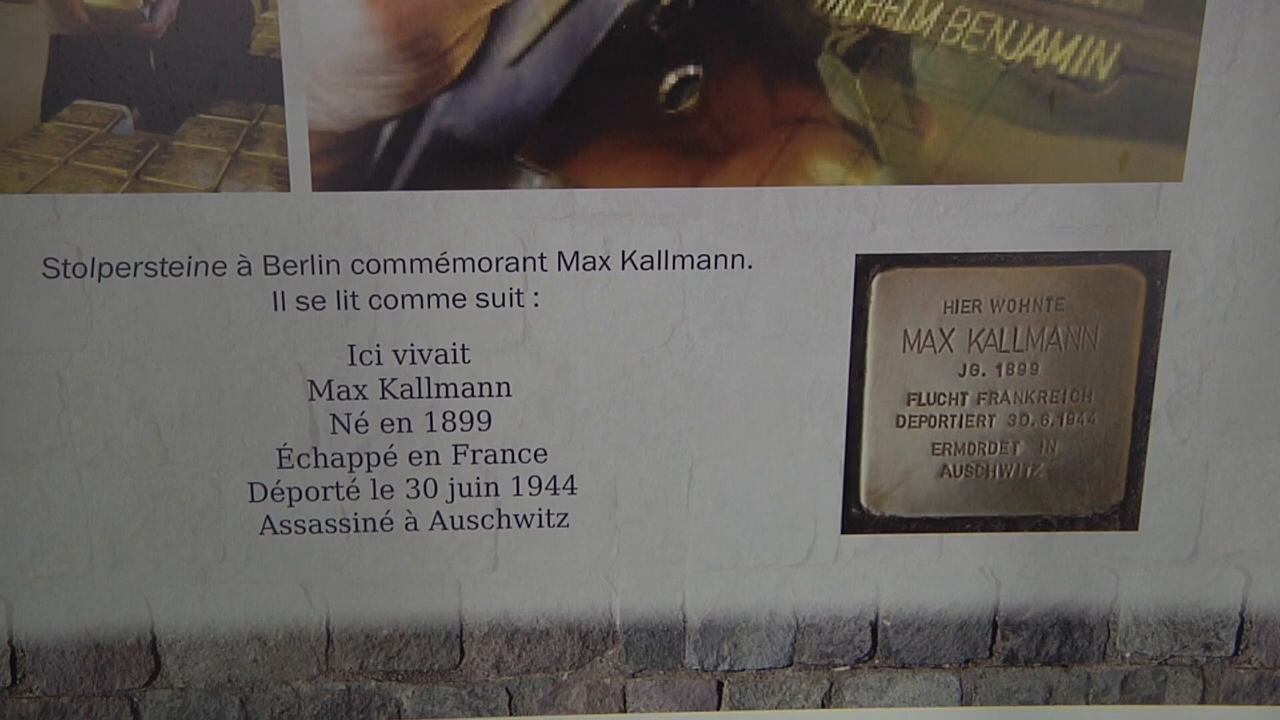 WILHELM BENJAMIN
Stolpersteine à Berlin commémorant Max Kallmann.
Il se lit comme suit :
Ici vivait
Max Kallmann
Né en 1899
Échappé en France
Déporté le 30 juin 1944
Assassiné à Auschwitz
HIER WOHNTE
MAX KALLMANN
JG. 1899
FLUCHT FRANKREICH
DEPORTIERT 30.6.1944
ERMORDET IN
AUSCHWITZ